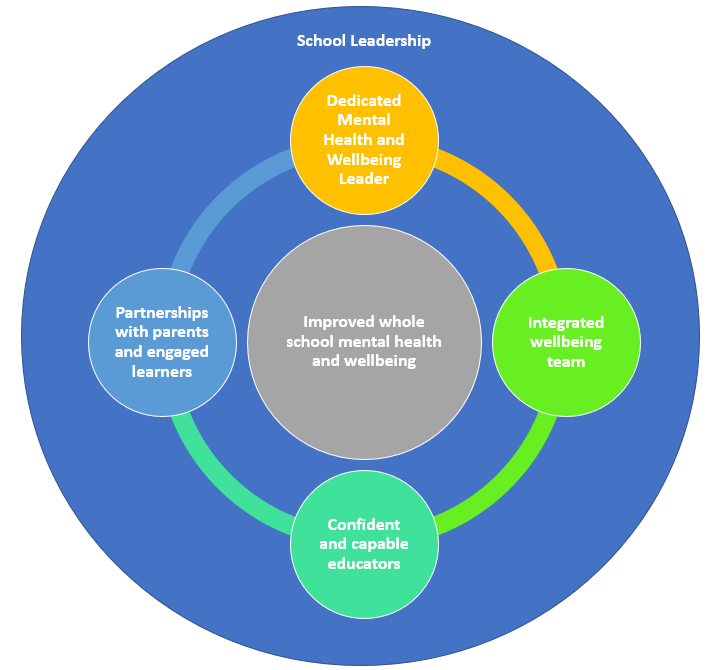 School Leadership
Dedicated
Mental
Health and
Wellbeing
Leader
Partnerships
with parents
and engaged
learners
Improved whole
school mental health
and wellbeing
Integrated
wellbeing
team
Confident
and capable
educators